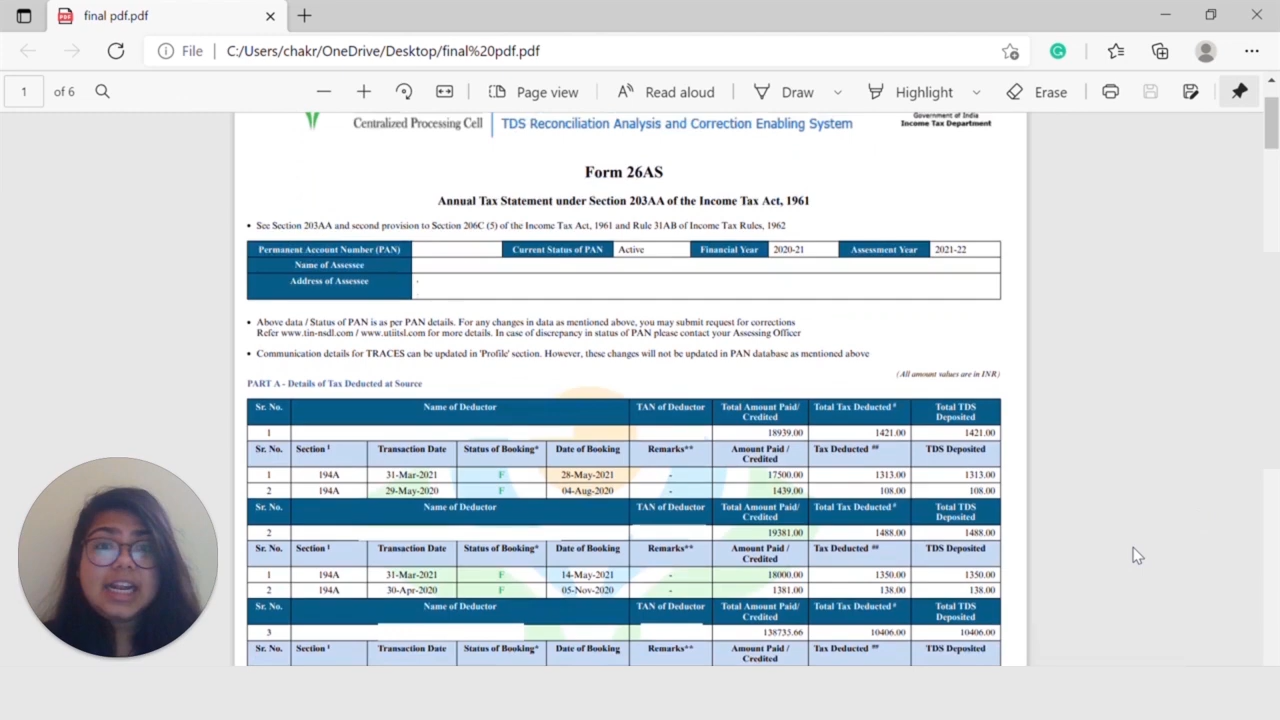 final pdf.pdf
File C:/Users/chakr/OneDrive/Desktop/final%20pdf.pdf
1 of 6 Page view Read aloud Draw Highlight Erase
Centralized Processing Cell TDS Reconciliation Analysis and Correction Enabling System Government of India
Income Tax Department
Form 26AS
Annual Tax Statement under Section 203AA of the Income Tax Act, 1961
• See Section 203AA and second provision to Section 206C (5) of the Income Tax Act, 1961 and Rule 31AB of Income Tax Rules, 1962
Permanent Account Number (PAN) Current Status of PAN Active Financial Year 2020-21 Assessment Year 2021-22
Name of Assessee
Address of Assessee
• Above data / Status of PAN is as per PAN details. For any changes in data as mentioned above, you may submit request for corrections
Refer www.tin-nsdl.com / www.utiitsl.com for more details. In case of discrepancy in status of PAN please contact your Assessing Officer
• Communication details for TRACES can be updated in 'Profile' section. However, these changes will not be updated in PAN database as mentioned above
(All amount values are in INR)
PART A - Details of Tax Deducted at Source
Sr. No. Name of Deductor TAN of Deductor Total Amount Paid/ Credited Total Tax Deducted # Total TDS Deposited
1 18939.00 1421.00 1421.00
Sr. No. Section 1 Transaction Date Status of Booking* Date of Booking Remarks** Amount Paid / Credited Tax Deducted ## TDS Deposited
1 194A 31-Mar-2021 F 28-May-2021 - 17500.00 1313.00 1313.00
2 194A 29-May-2020 F 04-Aug-2020 - 1439.00 108.00 108.00
Sr. No. Name of Deductor TAN of Deductor Total Amount Paid/ Credited Total Tax Deducted # Total TDS Deposited
2 19381.00 1488.00 1488.00
Sr. No. Section 1 Transaction Date Status of Booking* Date of Booking Remarks** Amount Paid / Credited Tax Deducted ## TDS Deposited
1 194A 31-Mar-2021 F 14-May-2021 - 18000.00 1350.00 1350.00
2 194A 30-Apr-2020 F 05-Nov-2020 - 1381.00 138.00 138.00
Sr. No. Name of Deductor TAN of Deductor Total Amount Paid/ Credited Total Tax Deducted # Total TDS Deposited
3 138735.66 10406.00 10406.00
Sr. No. Section 1 Transaction Date Status of Booking* Date of Booking Remarks** Amount Paid / Credited Tax Deducted ## TDS Deposited